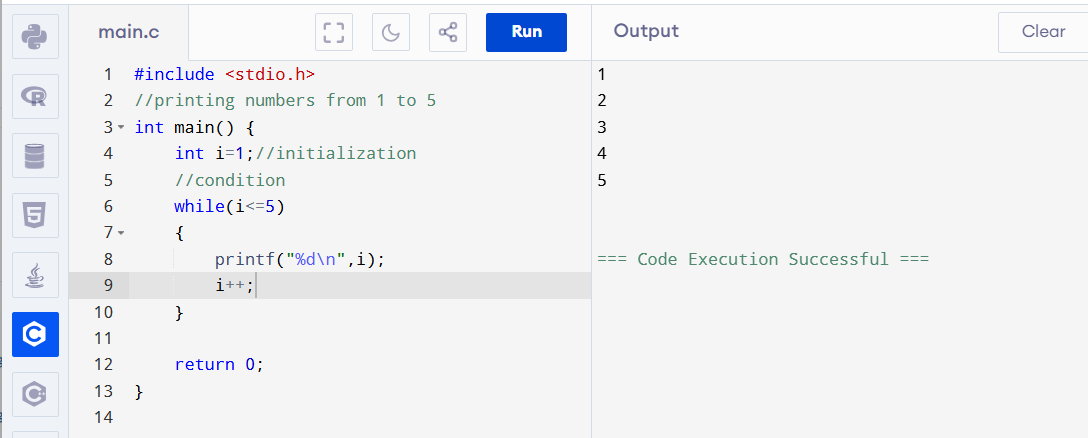 main.c
Run
Output
Clear
1 #include <stdio.h>
2 //printing numbers from 1 to 5
3 int main() {
4     int i=1;//initialization
5     //condition
6     while(i<=5)
7     {
8         printf("%d\n",i);
9         i++;
10     }
11
12     return 0;
13 }
14
1
2
3
4
5
=== Code Execution Successful ===